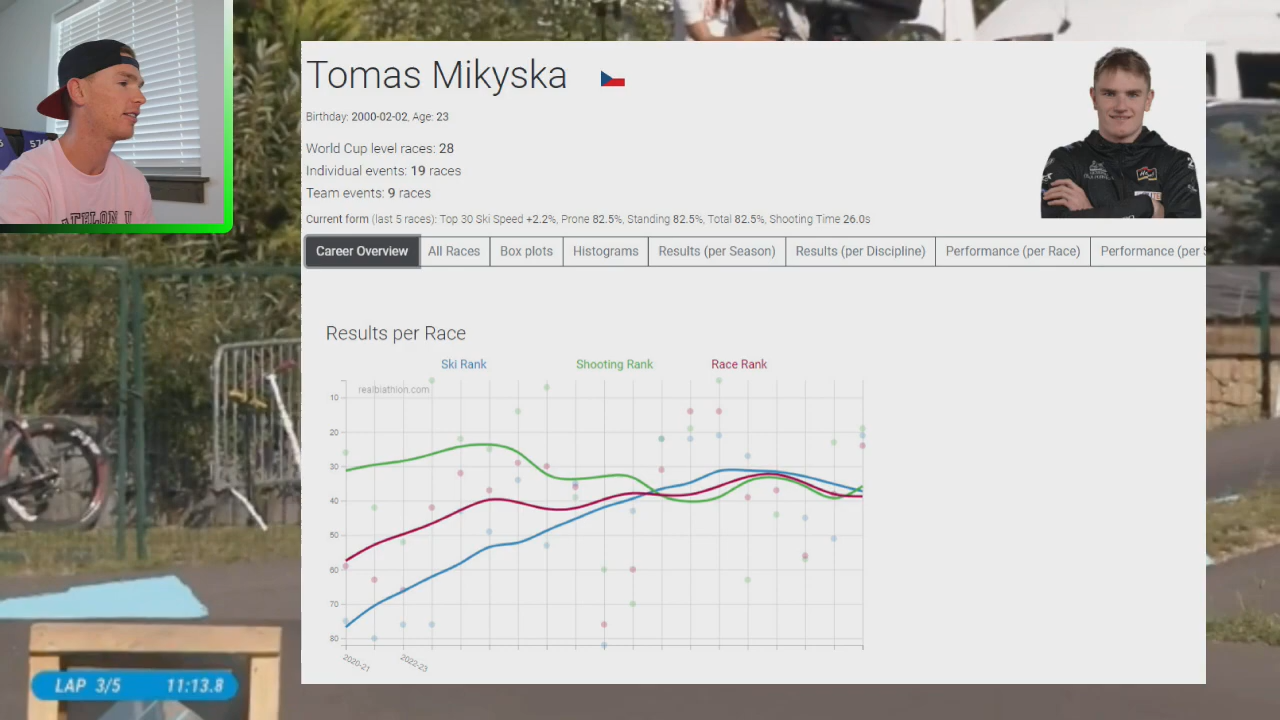 Tomas Mikyska
Birthday: 2000-02-02, Age: 23
World Cup level races: 28
Individual events: 19 races
Team events: 9 races
Current form (last 5 races): Top 30 Ski Speed +2.2%, Prone 82.5%, Standing 82.5%, Total 82.5%, Shooting Time 26.0s
Career Overview All Races Box plots Histograms Results (per Season) Results (per Discipline) Performance (per Race) Performance (per
Results per Race
Ski Rank Shooting Rank Race Rank
realbiathlon.com
10
20
30
40
50
60
70
80
2020-21 2022-23
LAP 3/5 11:13.8